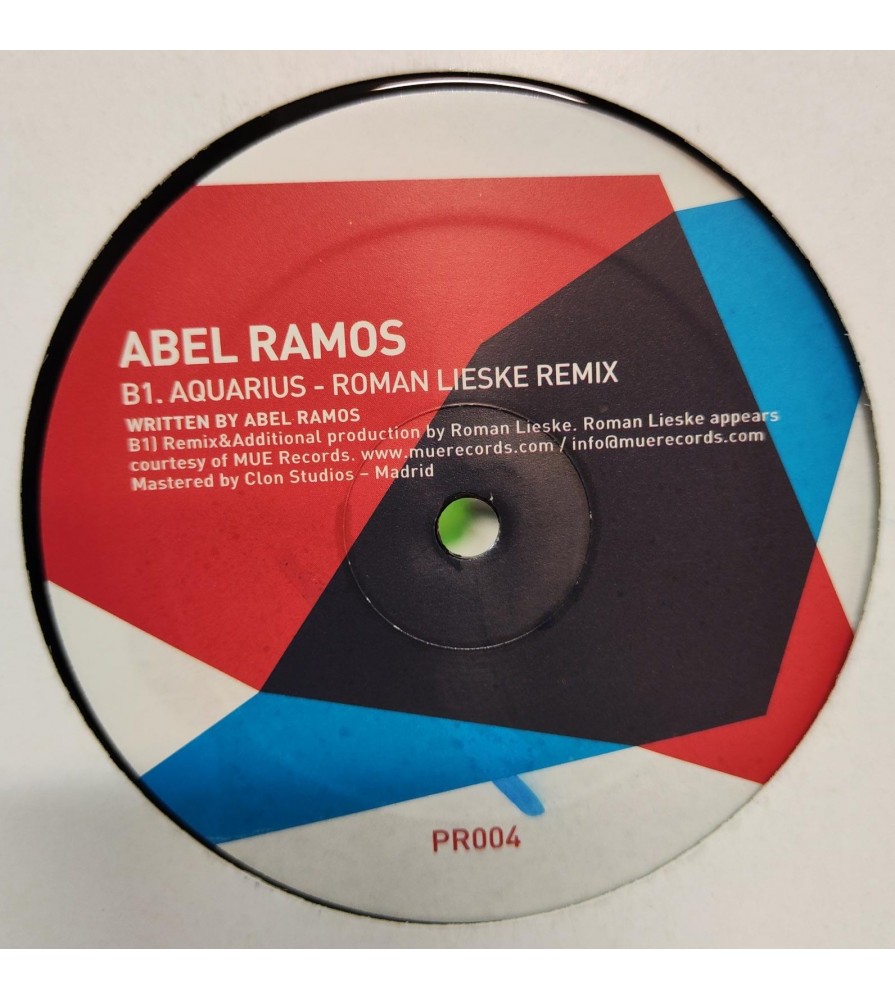 ABEL RAMOS
B1. AQUARIUS - ROMAN LIESKE REMIX
WRITTEN BY ABEL RAMOS
B1) Remix&Additional production by Roman Lieske. Roman Lieske appears
courtesy of MUE Records. www.muerecords.com / info@muerecords.com
Mastered by Clon Studios – Madrid
PR004